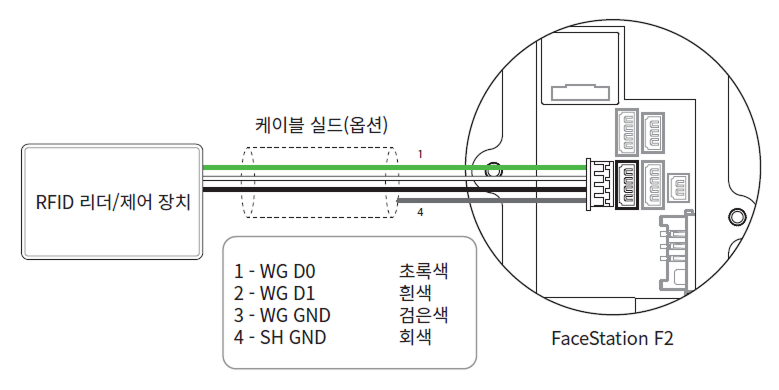 케이블 실드(옵션)
1
RFID 리더/제어 장치
4
1 - WG D0 초록색
2 - WG D1 흰색
3 - WG GND 검은색
4 - SH GND 회색
FaceStation F2